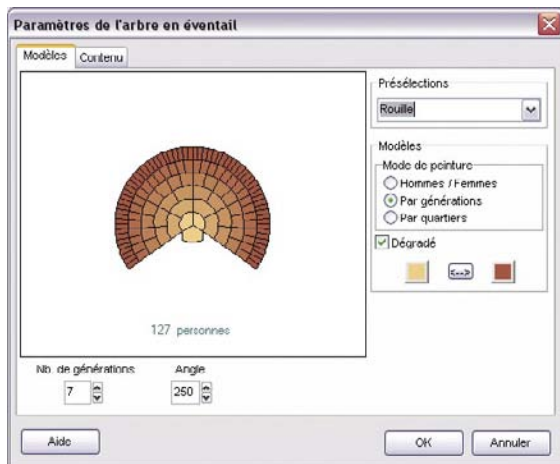 Paramètres de l'arbre en éventail
Modèles
Contenu
Présélections
Rouille
Modèles
Mode de peinture
Hommes / Femmes
Par générations
Par quartiers
Dégradé
<-->
127 personnes
Nb. de générations
Angle
7
250
Aide
OK
Annuler